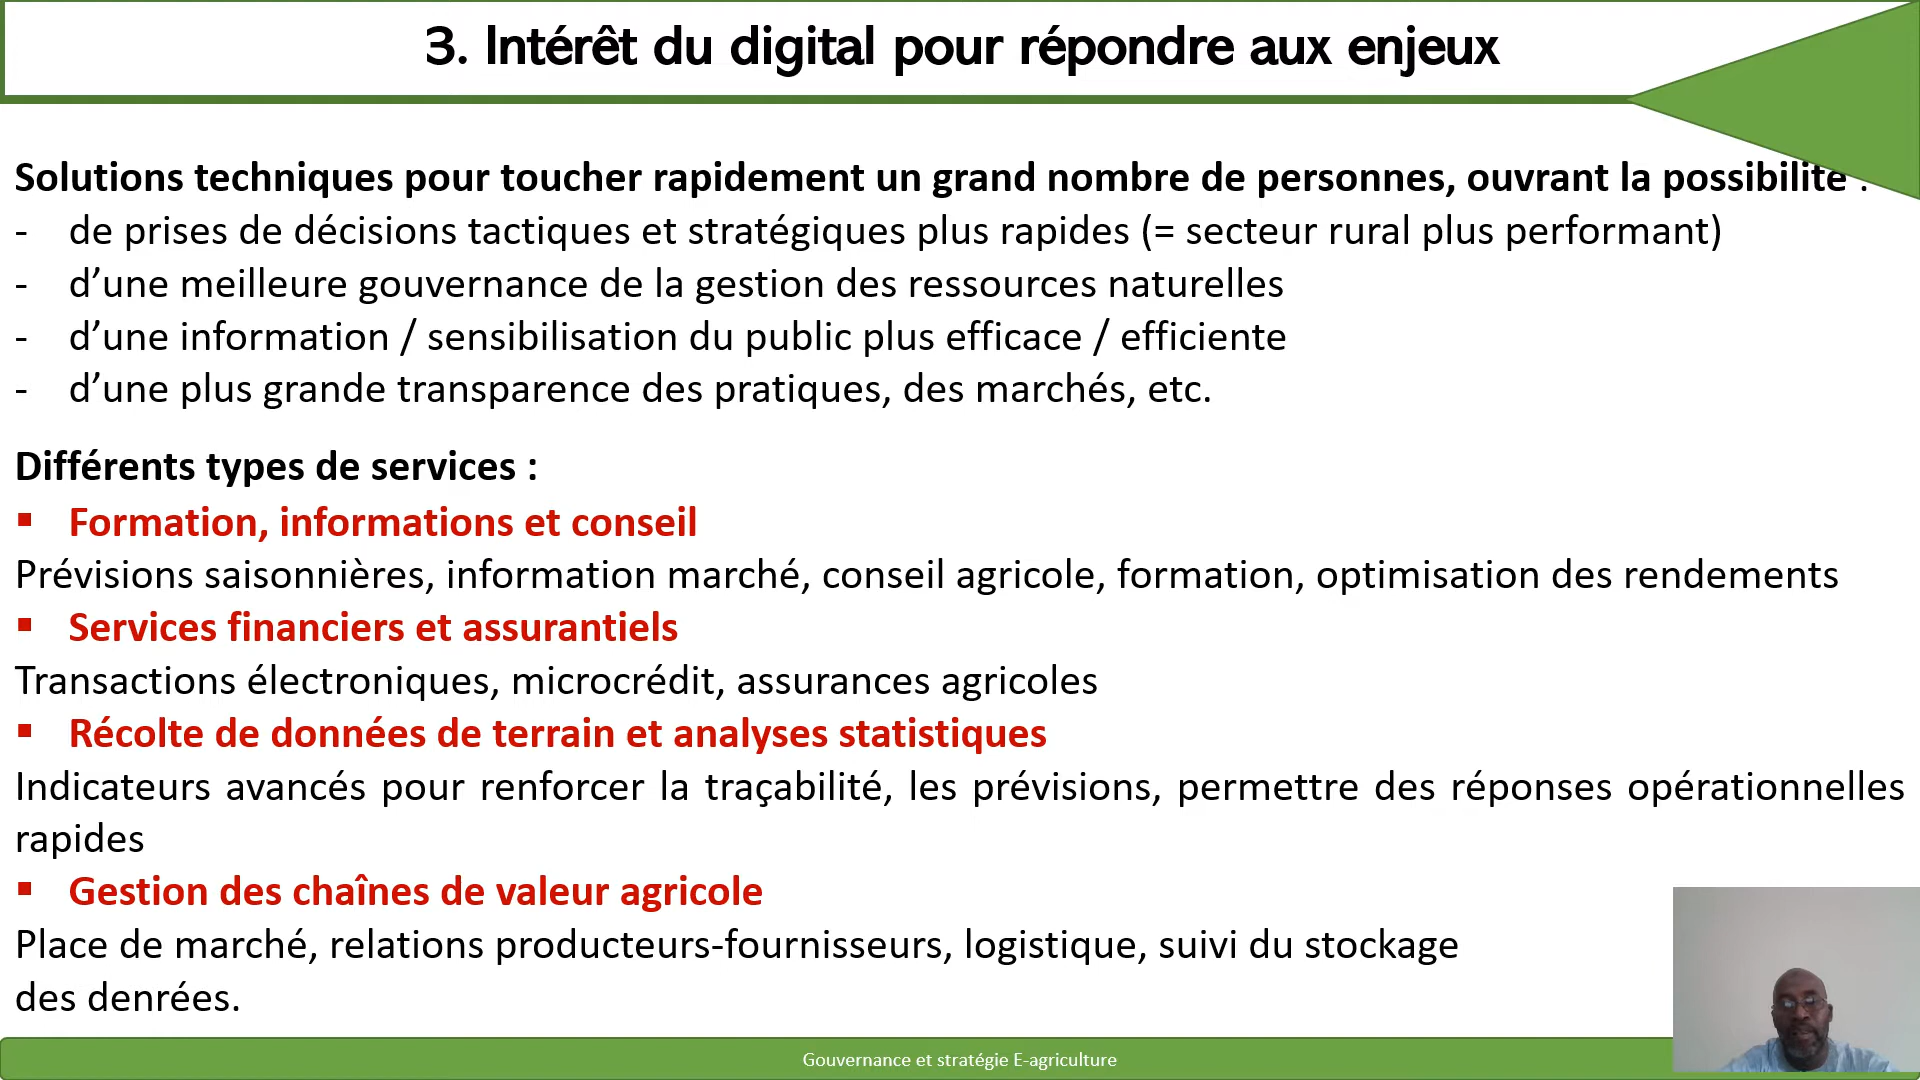 3. Intérêt du digital pour répondre aux enjeux
Solutions techniques pour toucher rapidement un grand nombre de personnes, ouvrant la possibilité :
- de prises de décisions tactiques et stratégiques plus rapides (= secteur rural plus performant)
- d’une meilleure gouvernance de la gestion des ressources naturelles
- d’une information / sensibilisation du public plus efficace / efficiente
- d’une plus grande transparence des pratiques, des marchés, etc.
Différents types de services :
▪ Formation, informations et conseil
Prévisions saisonnières, information marché, conseil agricole, formation, optimisation des rendements
▪ Services financiers et assurantiels
Transactions électroniques, microcrédit, assurances agricoles
▪ Récolte de données de terrain et analyses statistiques
Indicateurs avancés pour renforcer la traçabilité, les prévisions, permettre des réponses opérationnelles
rapides
▪ Gestion des chaînes de valeur agricole
Place de marché, relations producteurs-fournisseurs, logistique, suivi du stockage
des denrées.
Gouvernance et stratégie E-agriculture